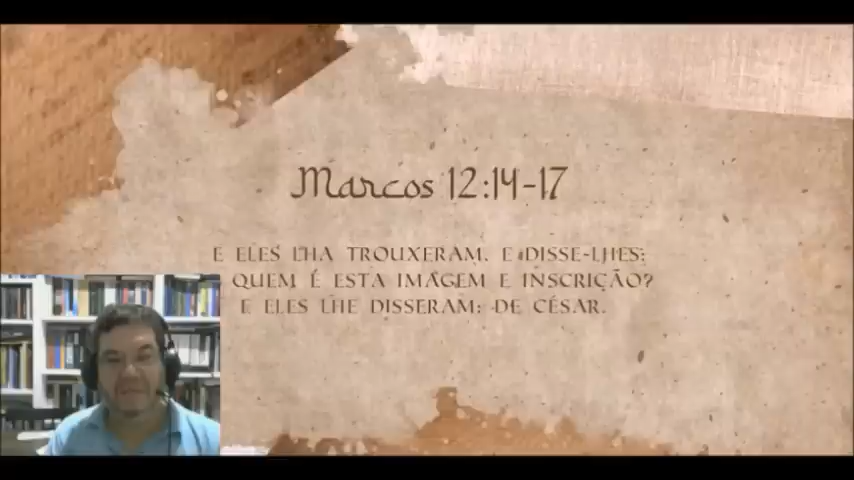 Marcos 12:14-17
E ELES LHA TROUXERAM. E DISSE-LHES:
QUEM É ESTA IMAGEM E INSCRIÇÃO?
E ELES LHE DISSERAM: DE CÉSAR.